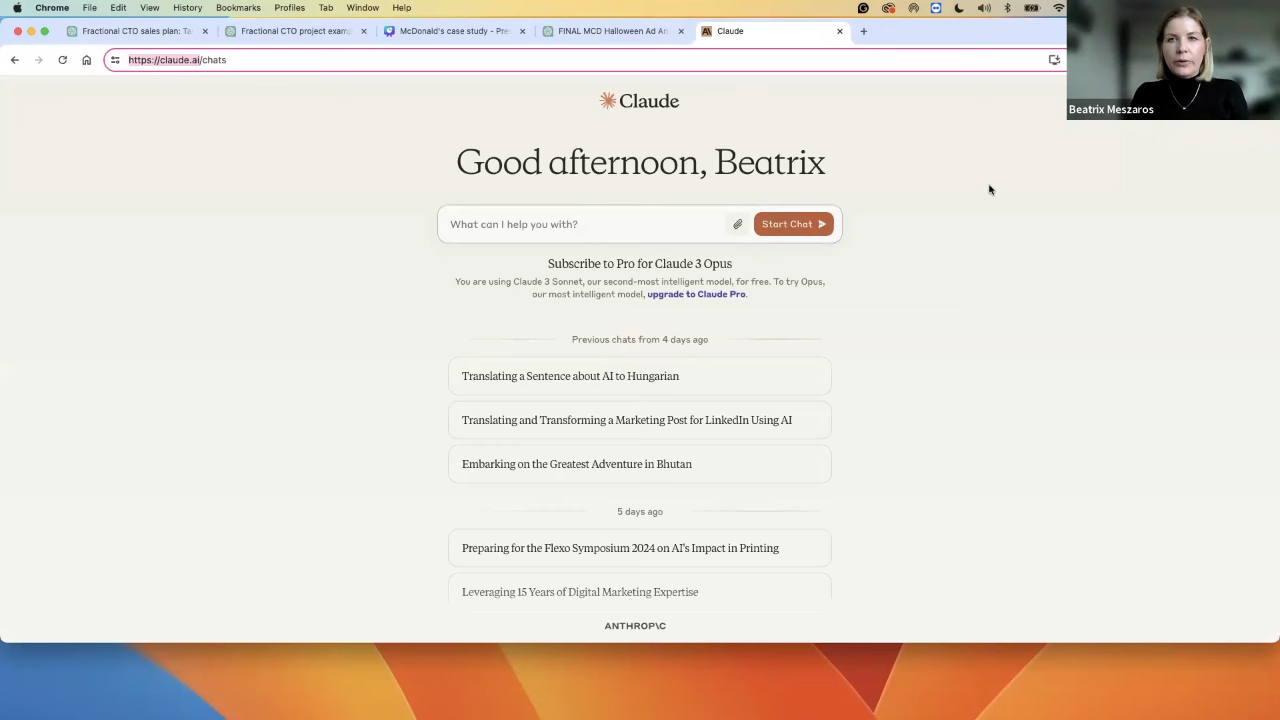 Chrome File Edit View History Bookmarks Profiles Tab Window Help
Fractional CTO sales plan: Ta
Fractional CTO project examp
McDonald's case study - Pre
FINAL MCD Halloween Ad An
Claude
https://claude.ai/chats
Beatrix Meszaros
Claude
Good afternoon, Beatrix
What can I help you with?
Start Chat
Subscribe to Pro for Claude 3 Opus
You are using Claude 3 Sonnet, our second-most intelligent model, for free. To try Opus,
our most intelligent model, upgrade to Claude Pro.
Previous chats from 4 days ago
Translating a Sentence about AI to Hungarian
Translating and Transforming a Marketing Post for LinkedIn Using AI
Embarking on the Greatest Adventure in Bhutan
5 days ago
Preparing for the Flexo Symposium 2024 on AI's Impact in Printing
Leveraging 15 Years of Digital Marketing Expertise
ANTHROP\C